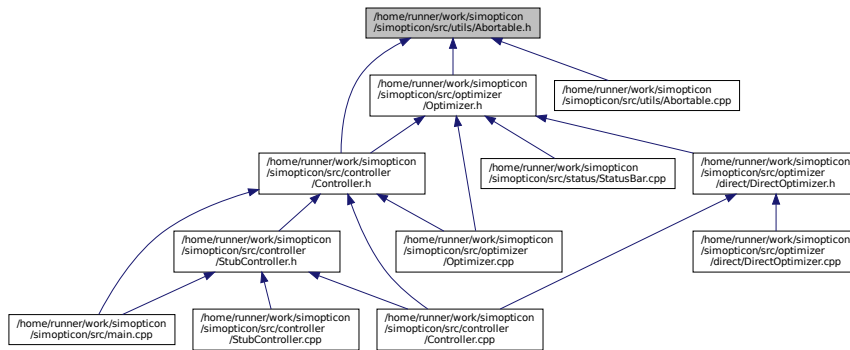 /home/runner/work/simopticon
/simopticon/src/utils/Abortable.h
/home/runner/work/simopticon
/simopticon/src/optimizer
/Optimizer.h
/home/runner/work/simopticon
/simopticon/src/utils/Abortable.cpp
/home/runner/work/simopticon
/simopticon/src/controller
/Controller.h
/home/runner/work/simopticon
/simopticon/src/status/StatusBar.cpp
/home/runner/work/simopticon
/simopticon/src/optimizer
/direct/DirectOptimizer.h
/home/runner/work/simopticon
/simopticon/src/controller
/StubController.h
/home/runner/work/simopticon
/simopticon/src/optimizer
/Optimizer.cpp
/home/runner/work/simopticon
/simopticon/src/optimizer
/direct/DirectOptimizer.cpp
/home/runner/work/simopticon
/simopticon/src/main.cpp
/home/runner/work/simopticon
/simopticon/src/controller
/StubController.cpp
/home/runner/work/simopticon
/simopticon/src/controller
/Controller.cpp